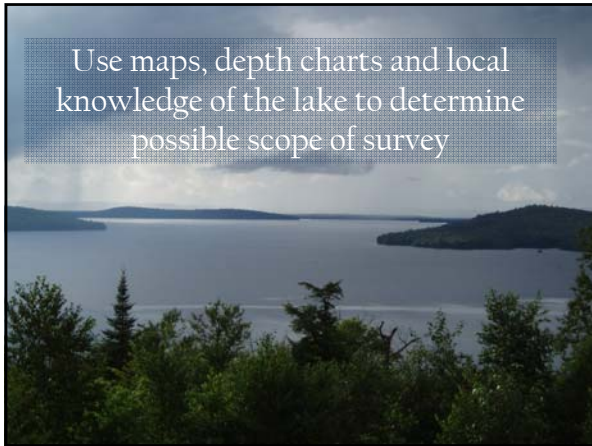 Use maps, depth charts and local
knowledge of the lake to determine
possible scope of survey